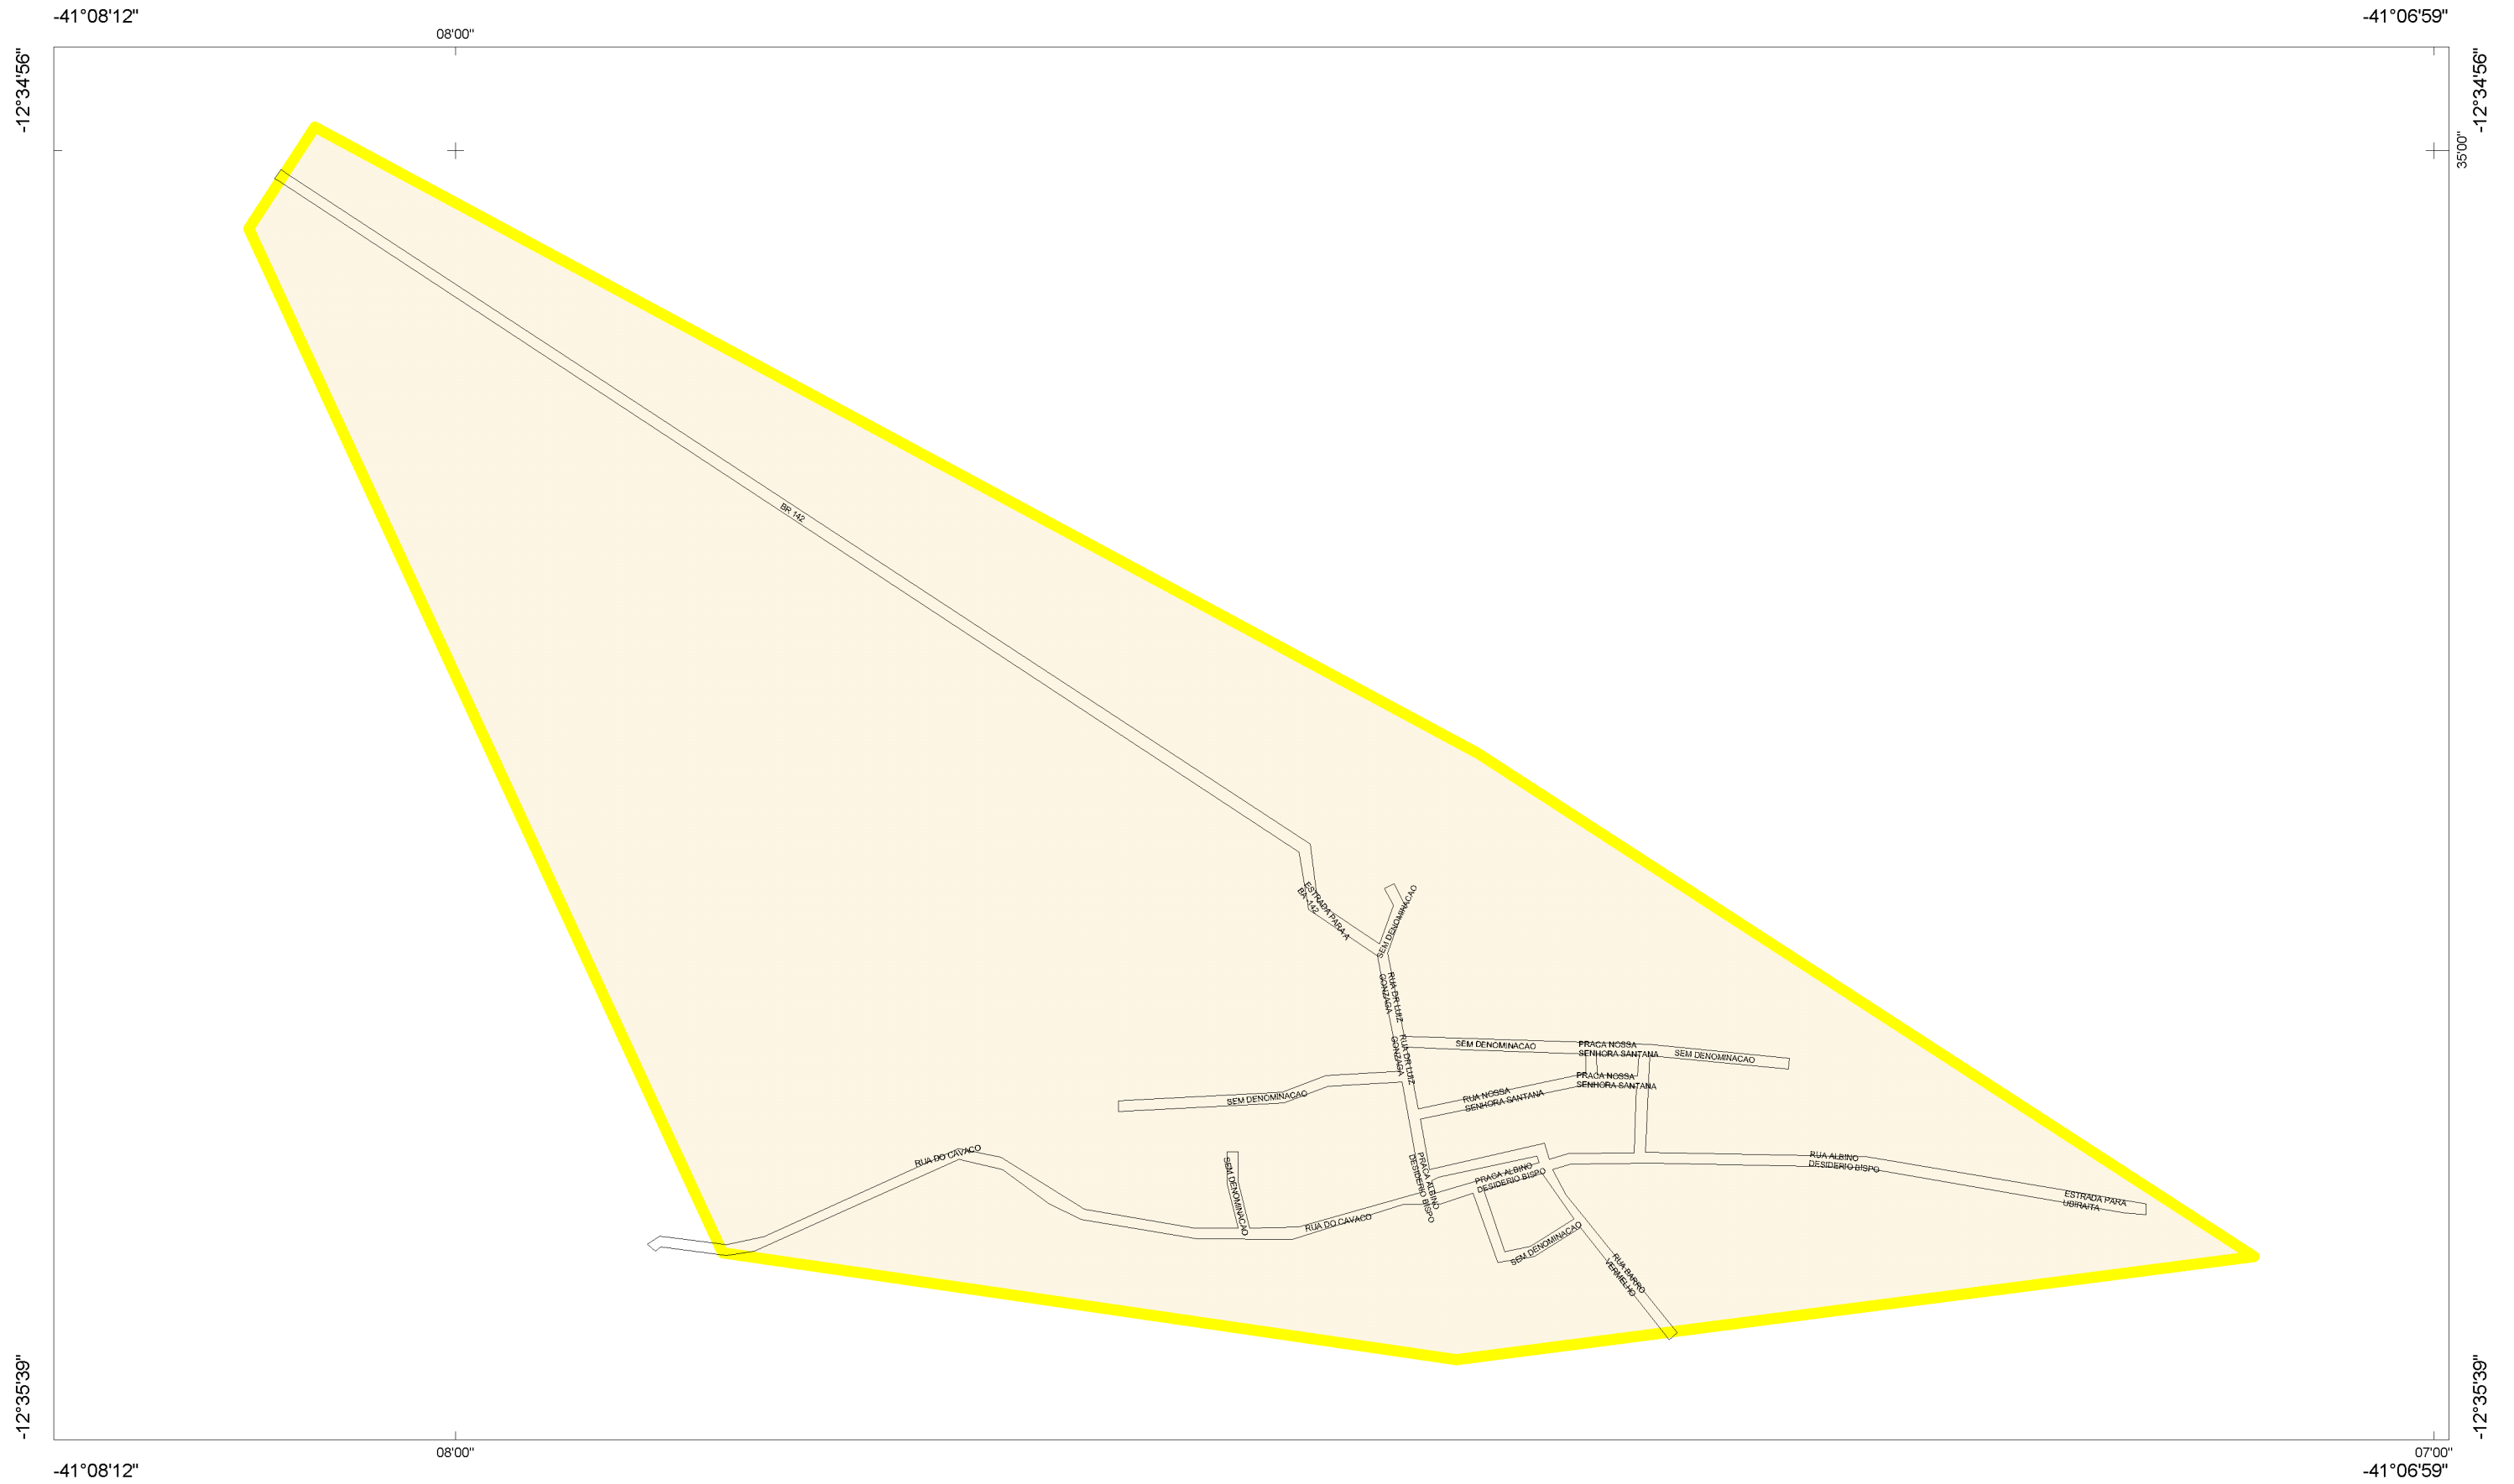 -41°08'12"
-41°06'59"
08'00"
-12°34'56"
-12°34'56"
35'00"
BR 142
ESTRADA PARA A
BA -142
SEM DENOMINACAO
RUA DR LUIZ
GONZAGA
RUA DR LUIZ
GONZAGA
SEM DENOMINACAO
PRACA NOSSA
SENHORA SANTANA
SEM DENOMINACAO
PRACA NOSSA
SENHORA SANTANA
RUA NOSSA
SENHORA SANTANA
SEM DENOMINACAO
RUA DO CAVACO
SEM DENOMINACAO
PRACA ALBINO
DESIDERIO BISPO
PRACA ALBINO
DESIDERIO BISPO
RUA ALBINO
DESIDERIO BISPO
ESTRADA PARA
UBIRAITA
RUA DO CAVACO
SEM DENOMINACAO
RUA BARRO
VERMELHO
-12°35'39"
-12°35'39"
08'00"
07'00"
-41°08'12"
-41°06'59"